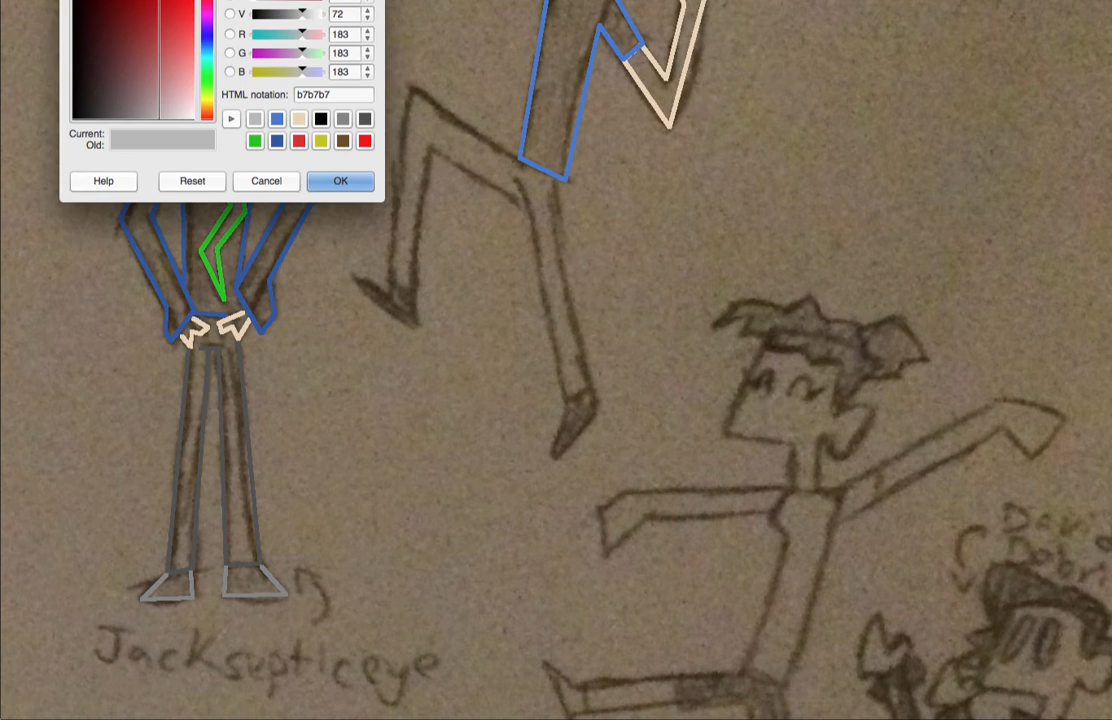 V 72
R 183
G 183
B 183
HTML notation: b7b7b7
Current:
Old:
Help Reset Cancel OK
Jacksepticeye